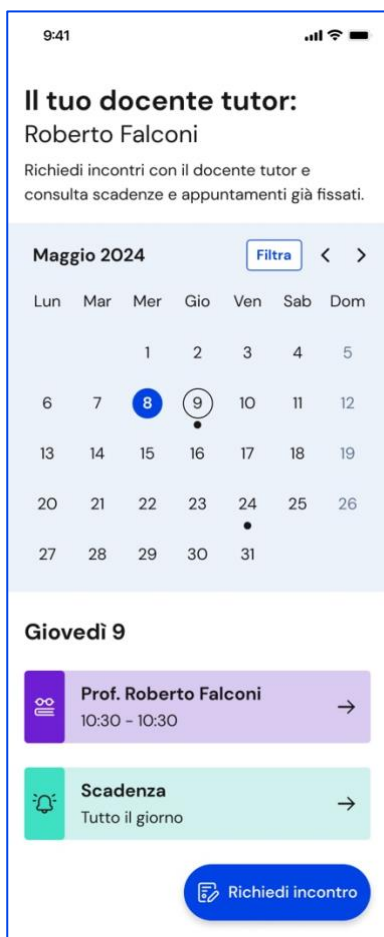 9:41
Il tuo docente tutor:
Roberto Falconi
Richiedi incontri con il docente tutor e
consulta scadenze e appuntamenti già fissati.
Maggio 2024 Filtra
Lun Mar Mer Gio Ven Sab Dom
1 2 3 4 5
6 7 8 9 10 11 12
13 14 15 16 17 18 19
20 21 22 23 24 25 26
27 28 29 30 31
Giovedì 9
Prof. Roberto Falconi
10:30 – 10:30
Scadenza
Tutto il giorno
Richiedi incontro